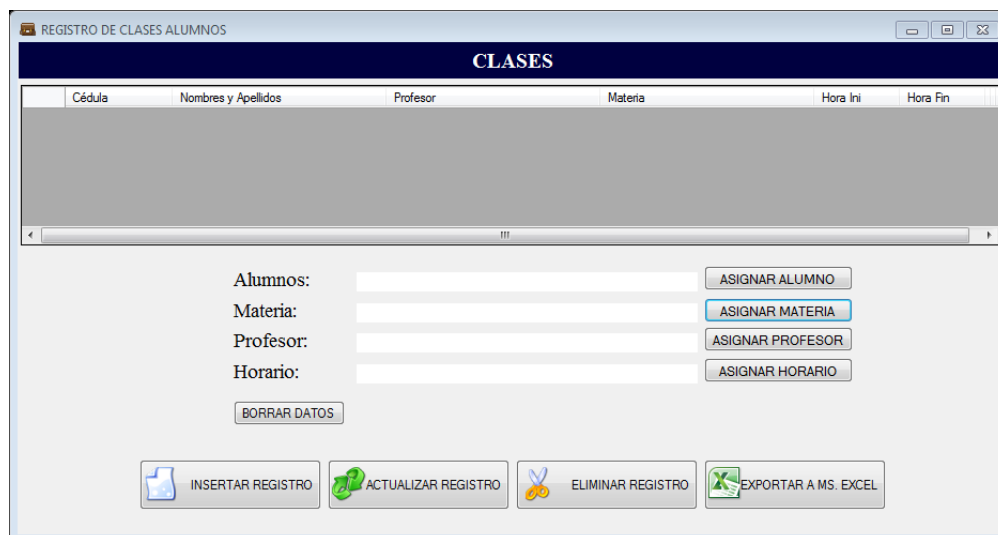 REGISTRO DE CLASES ALUMNOS
CLASES
Cédula Nombres y Apellidos Profesor Materia Hora Ini Hora Fin
Alumnos: ASIGNAR ALUMNO
Materia: ASIGNAR MATERIA
Profesor: ASIGNAR PROFESOR
Horario: ASIGNAR HORARIO
BORRAR DATOS
INSERTAR REGISTRO ACTUALIZAR REGISTRO ELIMINAR REGISTRO EXPORTAR A MS. EXCEL